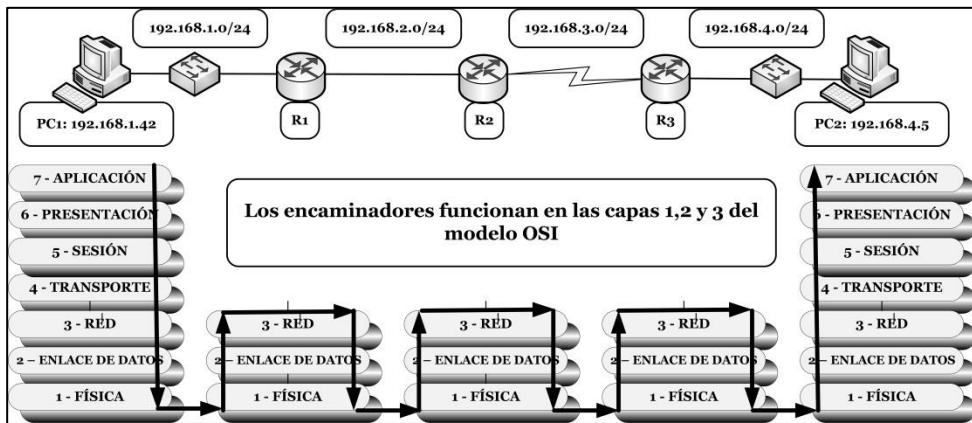 192.168.1.0/24
192.168.2.0/24
192.168.3.0/24
192.168.4.0/24
PC1: 192.168.1.42
R1
R2
R3
PC2: 192.168.4.5
7 - APLICACIÓN
6 - PRESENTACIÓN
5 - SESIÓN
4 - TRANSPORTE
3 - RED
2 – ENLACE DE DATOS
1 - FÍSICA
Los encaminadores funcionan en las capas 1,2 y 3 del
modelo OSI
3 - RED
2 – ENLACE DE DATOS
1 - FÍSICA
3 - RED
2 – ENLACE DE DATOS
1 - FÍSICA
3 - RED
2 – ENLACE DE DATOS
1 - FÍSICA
7 - APLICACIÓN
6 - PRESENTACIÓN
5 - SESIÓN
4 - TRANSPORTE
3 - RED
2 – ENLACE DE DATOS
1 - FÍSICA